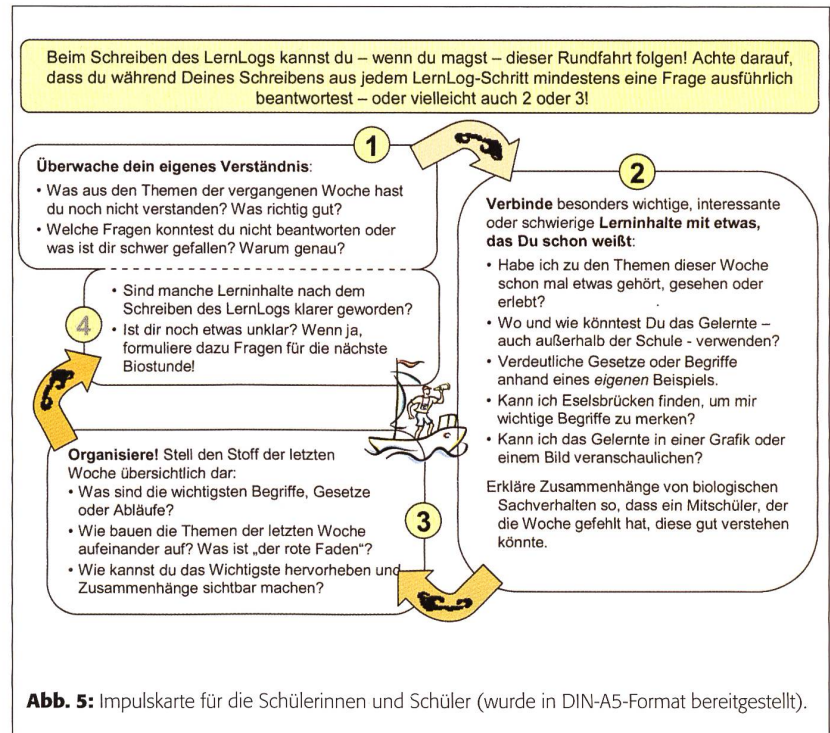 Beim Schreiben des LernLogs kannst du – wenn du magst – dieser Rundfahrt folgen! Achte darauf,
dass du während Deines Schreibens aus jedem LernLog-Schritt mindestens eine Frage ausführlich
beantwortest – oder vielleicht auch 2 oder 3!
1
Überwache dein eigenes Verständnis:
• Was aus den Themen der vergangenen Woche hast
du noch nicht verstanden? Was richtig gut?
• Welche Fragen konntest du nicht beantworten oder
was ist dir schwer gefallen? Warum genau?
2
Verbinde besonders wichtige, interessante
oder schwierige Lerninhalte mit etwas,
das Du schon weißt:
• Habe ich zu den Themen dieser Woche
schon mal etwas gehört, gesehen oder
erlebt?
• Wo und wie könntest Du das Gelernte –
auch außerhalb der Schule - verwenden?
• Verdeutliche Gesetze oder Begriffe
anhand eines eigenen Beispiels.
• Kann ich Eselsbrücken finden, um mir
wichtige Begriffe zu merken?
• Kann ich das Gelernte in einer Grafik oder
einem Bild veranschaulichen?
Erkläre Zusammenhänge von biologischen
Sachverhalten so, dass ein Mitschüler, der
die Woche gefehlt hat, diese gut verstehen
könnte.
3
Organisiere! Stell den Stoff der letzten
Woche übersichtlich dar:
• Was sind die wichtigsten Begriffe, Gesetze
oder Abläufe?
• Wie bauen die Themen der letzten Woche
aufeinander auf? Was ist „der rote Faden“?
• Wie kannst du das Wichtigste hervorheben und
Zusammenhänge sichtbar machen?
4
• Sind manche Lerninhalte nach dem
Schreiben des LernLogs klarer geworden?
• Ist dir noch etwas unklar? Wenn ja,
formuliere dazu Fragen für die nächste
Biostunde!
Abb. 5: Impulskarte für die Schülerinnen und Schüler (wurde in DIN-A5-Format bereitgestellt).